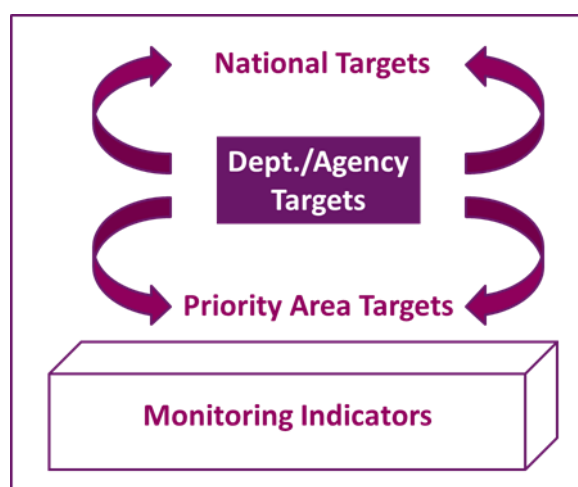 National Targets
Dept./Agency
Targets
Priority Area Targets
Monitoring Indicators